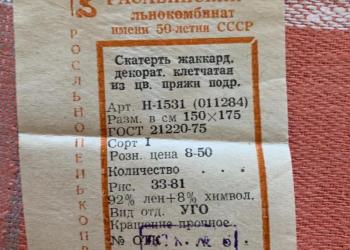 льнокомбинат
имени 50-летия СССР
РОСЛЬНОПЕНЬКОПР
Скатерть жаккард.
декорат. клетчатая
из цв. пряжи подр.
Арт. Н-1531 (011284)
Разм. в см 150×175
ГОСТ 21220-75
Сорт I
Розн. цена 8-50
Количество . . .
Рис. 33-81
92% лен+8% химвол.
Вид отд. УГО
Крашение прочное
№ ОТК